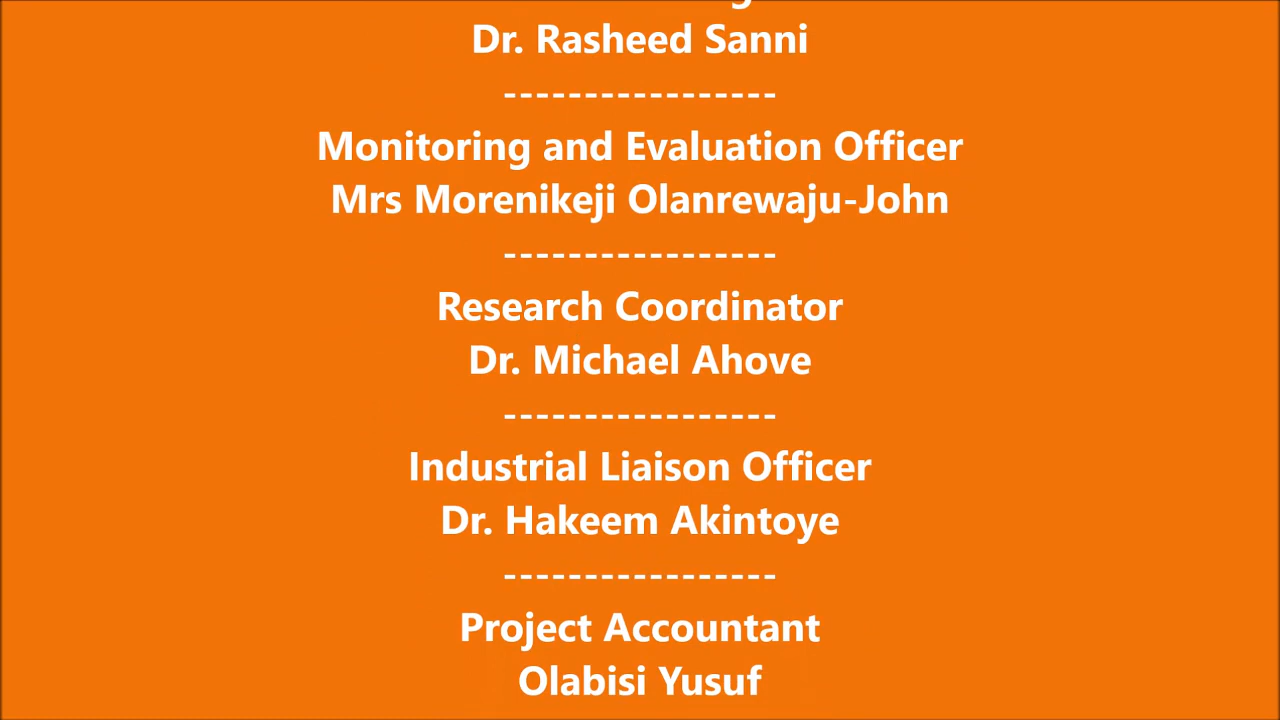 Dr. Rasheed Sanni
-----------------
Monitoring and Evaluation Officer
Mrs Morenikeji Olanrewaju-John
-----------------
Research Coordinator
Dr. Michael Ahove
-----------------
Industrial Liaison Officer
Dr. Hakeem Akintoye
-----------------
Project Accountant
Olabisi Yusuf